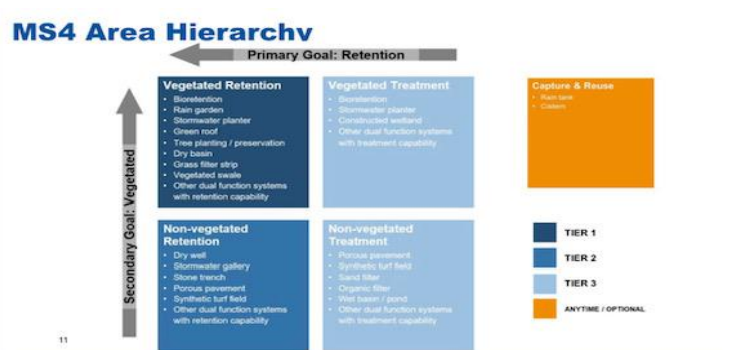 MS4 Area Hierarchy
Primary Goal: Retention
Secondary Goal: Vegetated
Vegetated Retention
• Bioretention
• Rain garden
• Stormwater planter
• Green roof
• Tree planting / preservation
• Dry basin
• Grass filter strip
• Vegetated swale
• Other dual function systems
with retention capability
Vegetated Treatment
• Bioretention
• Stormwater planter
• Constructed wetland
• Other dual function systems
with treatment capability
Capture & Reuse
• Rain tank
• Cistern
Non-vegetated
Retention
• Dry well
• Stormwater gallery
• Stone trench
• Porous pavement
• Synthetic turf field
• Other dual function systems
with retention capability
Non-vegetated
Treatment
• Porous pavement
• Synthetic turf field
• Sand filter
• Organic filter
• Wet basin / pond
• Other dual function systems
with treatment capability
TIER 1
TIER 2
TIER 3
ANYTIME / OPTIONAL
11